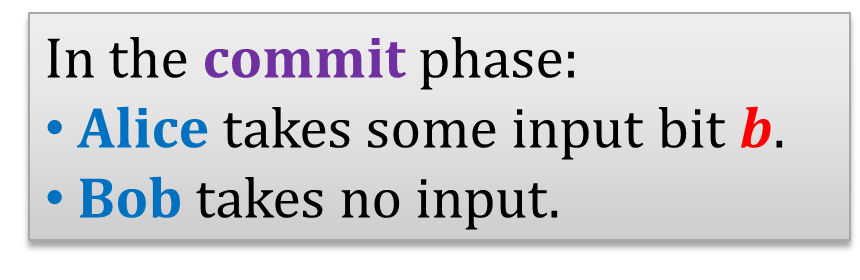 In the commit phase:
• Alice takes some input bit b.
• Bob takes no input.